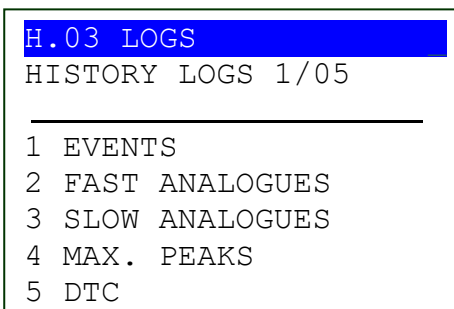 H.03 LOGS
HISTORY LOGS 1/05
1 EVENTS
2 FAST ANALOGUES
3 SLOW ANALOGUES
4 MAX. PEAKS
5 DTC